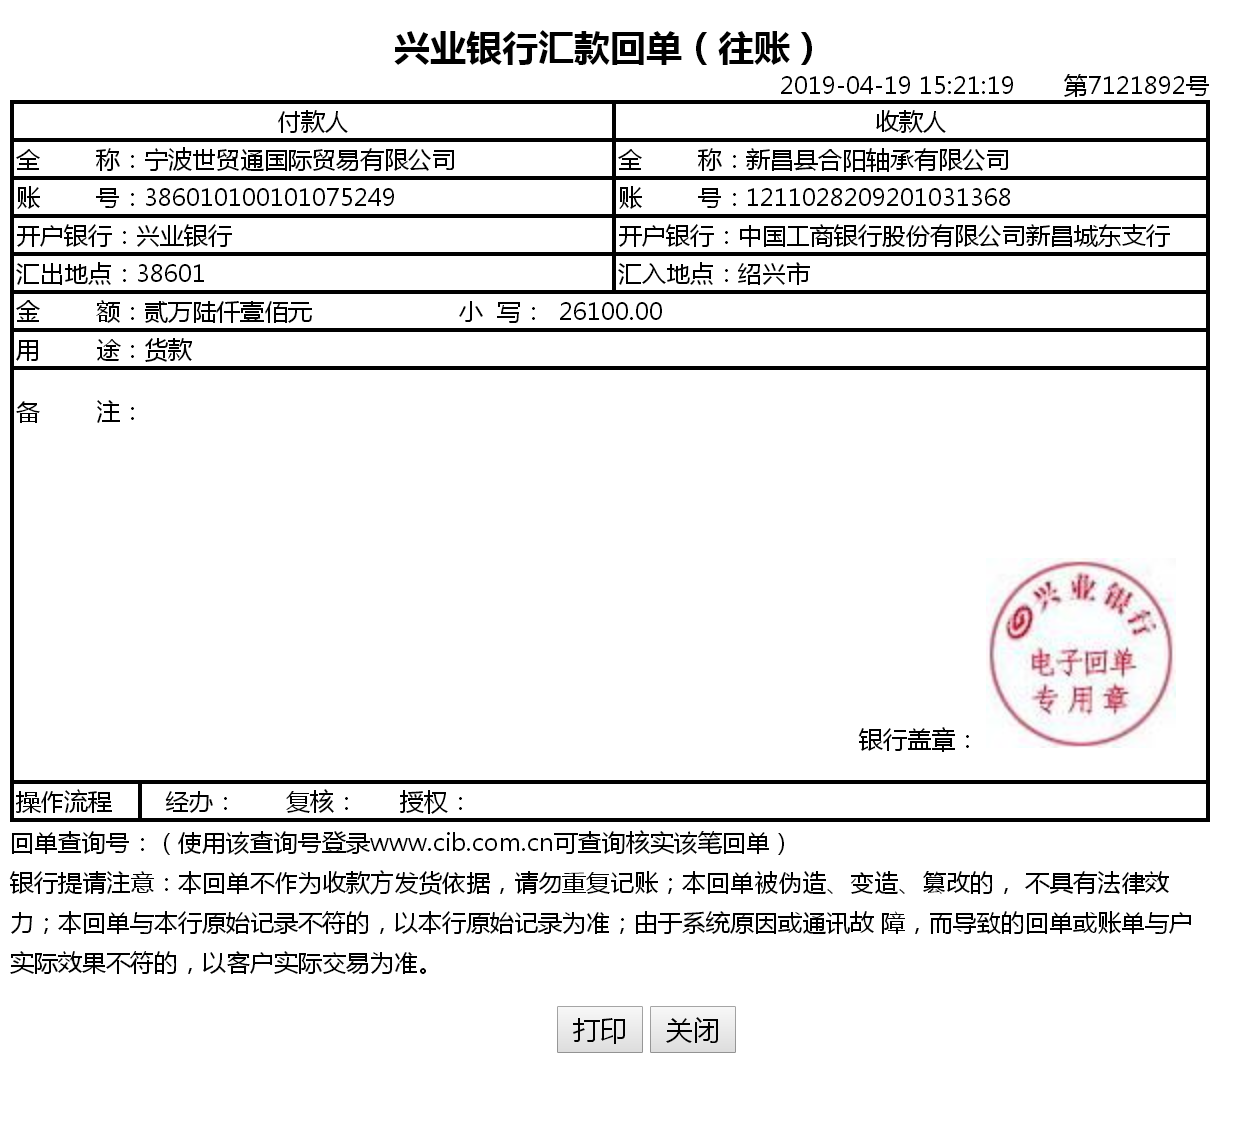 兴业银行汇款回单（往账）
2019-04-19 15:21:19 第7121892号
付款人 收款人
全 称：宁波世贸通国际贸易有限公司 全 称：新昌县合阳轴承有限公司
账 号：386010100101075249 账 号：1211028209201031368
开户银行：兴业银行 开户银行：中国工商银行股份有限公司新昌城东支行
汇出地点：38601 汇入地点：绍兴市
金 额：贰万陆仟壹佰元 小 写： 26100.00
用 途：货款
备 注：
兴业银行
电子回单
专用章
银行盖章：
操作流程 经办： 复核： 授权：
回单查询号：（使用该查询号登录www.cib.com.cn可查询核实该笔回单）
银行提请注意：本回单不作为收款方发货依据，请勿重复记账；本回单被伪造、变造、篡改的， 不具有法律效
力；本回单与本行原始记录不符的，以本行原始记录为准；由于系统原因或通讯故 障，而导致的回单或账单与户
实际效果不符的，以客户实际交易为准。
打印 关闭